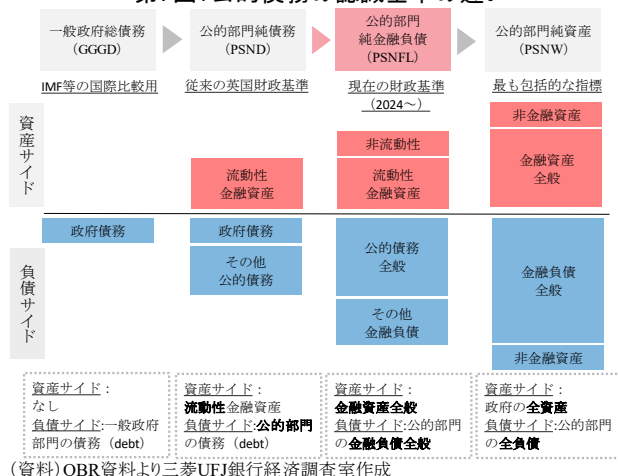 一般政府総債務
(GGGD)
公的部門純債務
(PSND)
公的部門
純金融負債
(PSNFL)
公的部門純資産
(PSNW)
IMF等の国際比較用
従来の英国財政基準
現在の財政基準
(2024～)
最も包括的な指標
資産サイド
流動性
金融資産
非流動性
流動性
金融資産
非金融資産
金融資産
全般
負債サイド
政府債務
政府債務
その他
公的債務
公的債務
全般
その他
金融負債
金融負債
全般
非金融資産
資産サイド：
なし
負債サイド:一般政府
部門の債務（debt）
資産サイド：
流動性金融資産
負債サイド:公的部門
の債務（debt）
資産サイド：
金融資産全般
負債サイド:公的部門
の金融負債全般
資産サイド：
政府の全資産
負債サイド:公的部門
の全負債
（資料）OBR資料より三菱UFJ銀行経済調査室作成